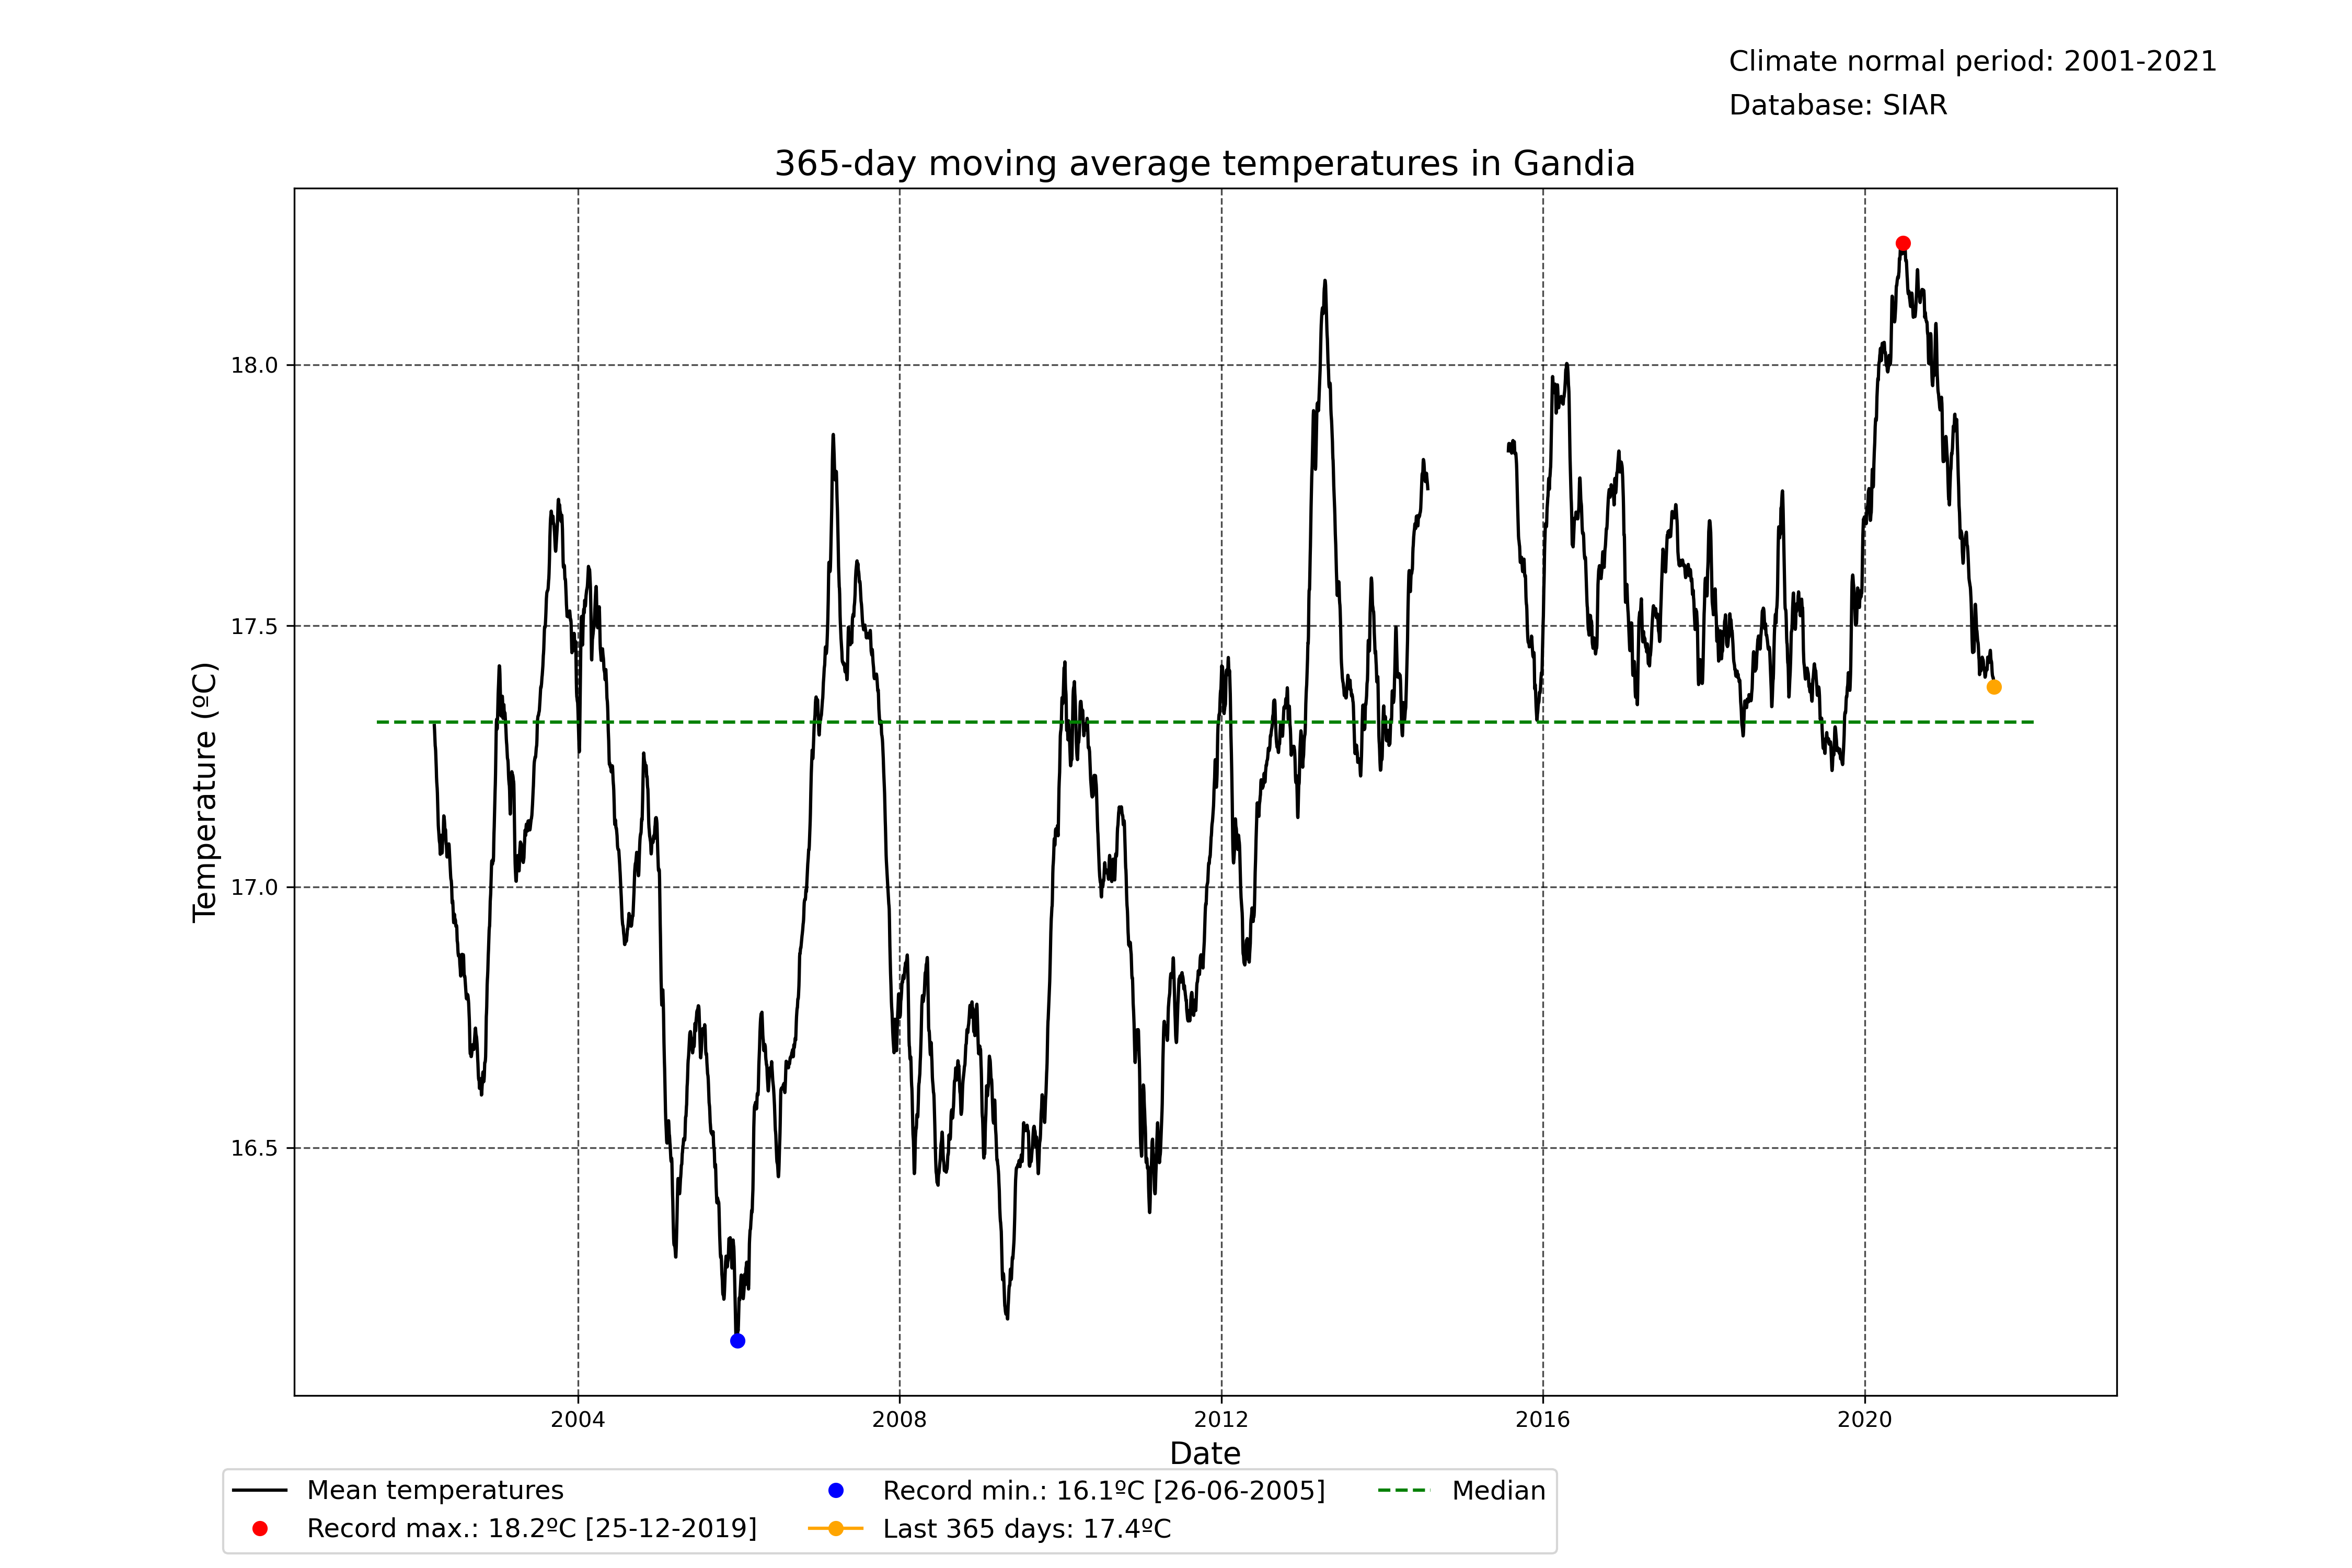 Climate normal period: 2001-2021
Database: SIAR
365-day moving average temperatures in Gandia
Temperature (ºC)
18.0
17.5
17.0
16.5
2004 2008 2012 2016 2020
Date
Mean temperatures
Record max.: 18.2ºC [25-12-2019]
Record min.: 16.1ºC [26-06-2005]
Last 365 days: 17.4ºC
Median